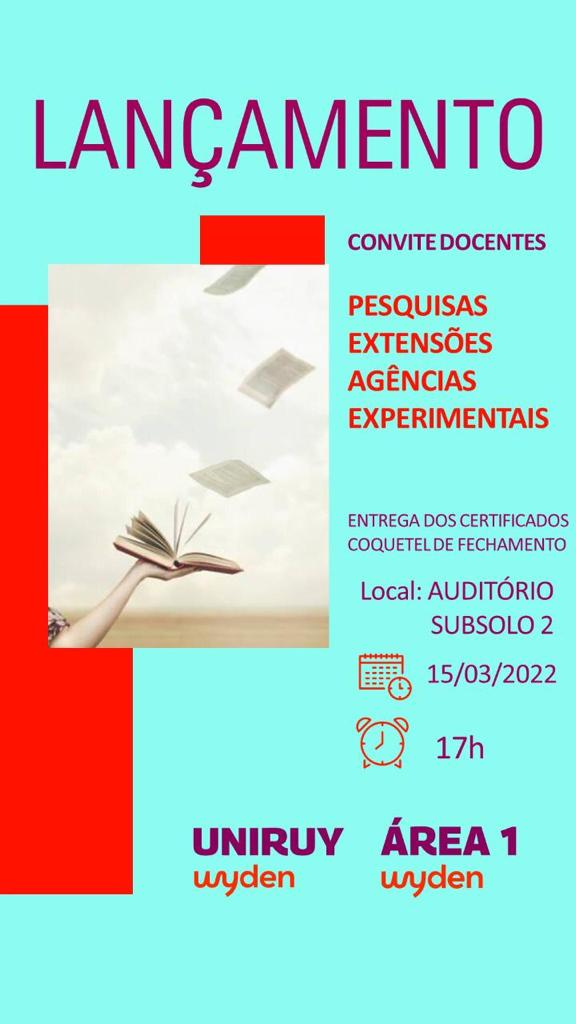 LANÇAMENTO
CONVITE DOCENTES
PESQUISAS
EXTENSÕES
AGÊNCIAS
EXPERIMENTAIS
ENTREGA DOS CERTIFICADOS
COQUETEL DE FECHAMENTO
Local: AUDITÓRIO
SUBSOLO 2
15/03/2022
17h
UNIRUY
wyden
ÁREA 1
wyden